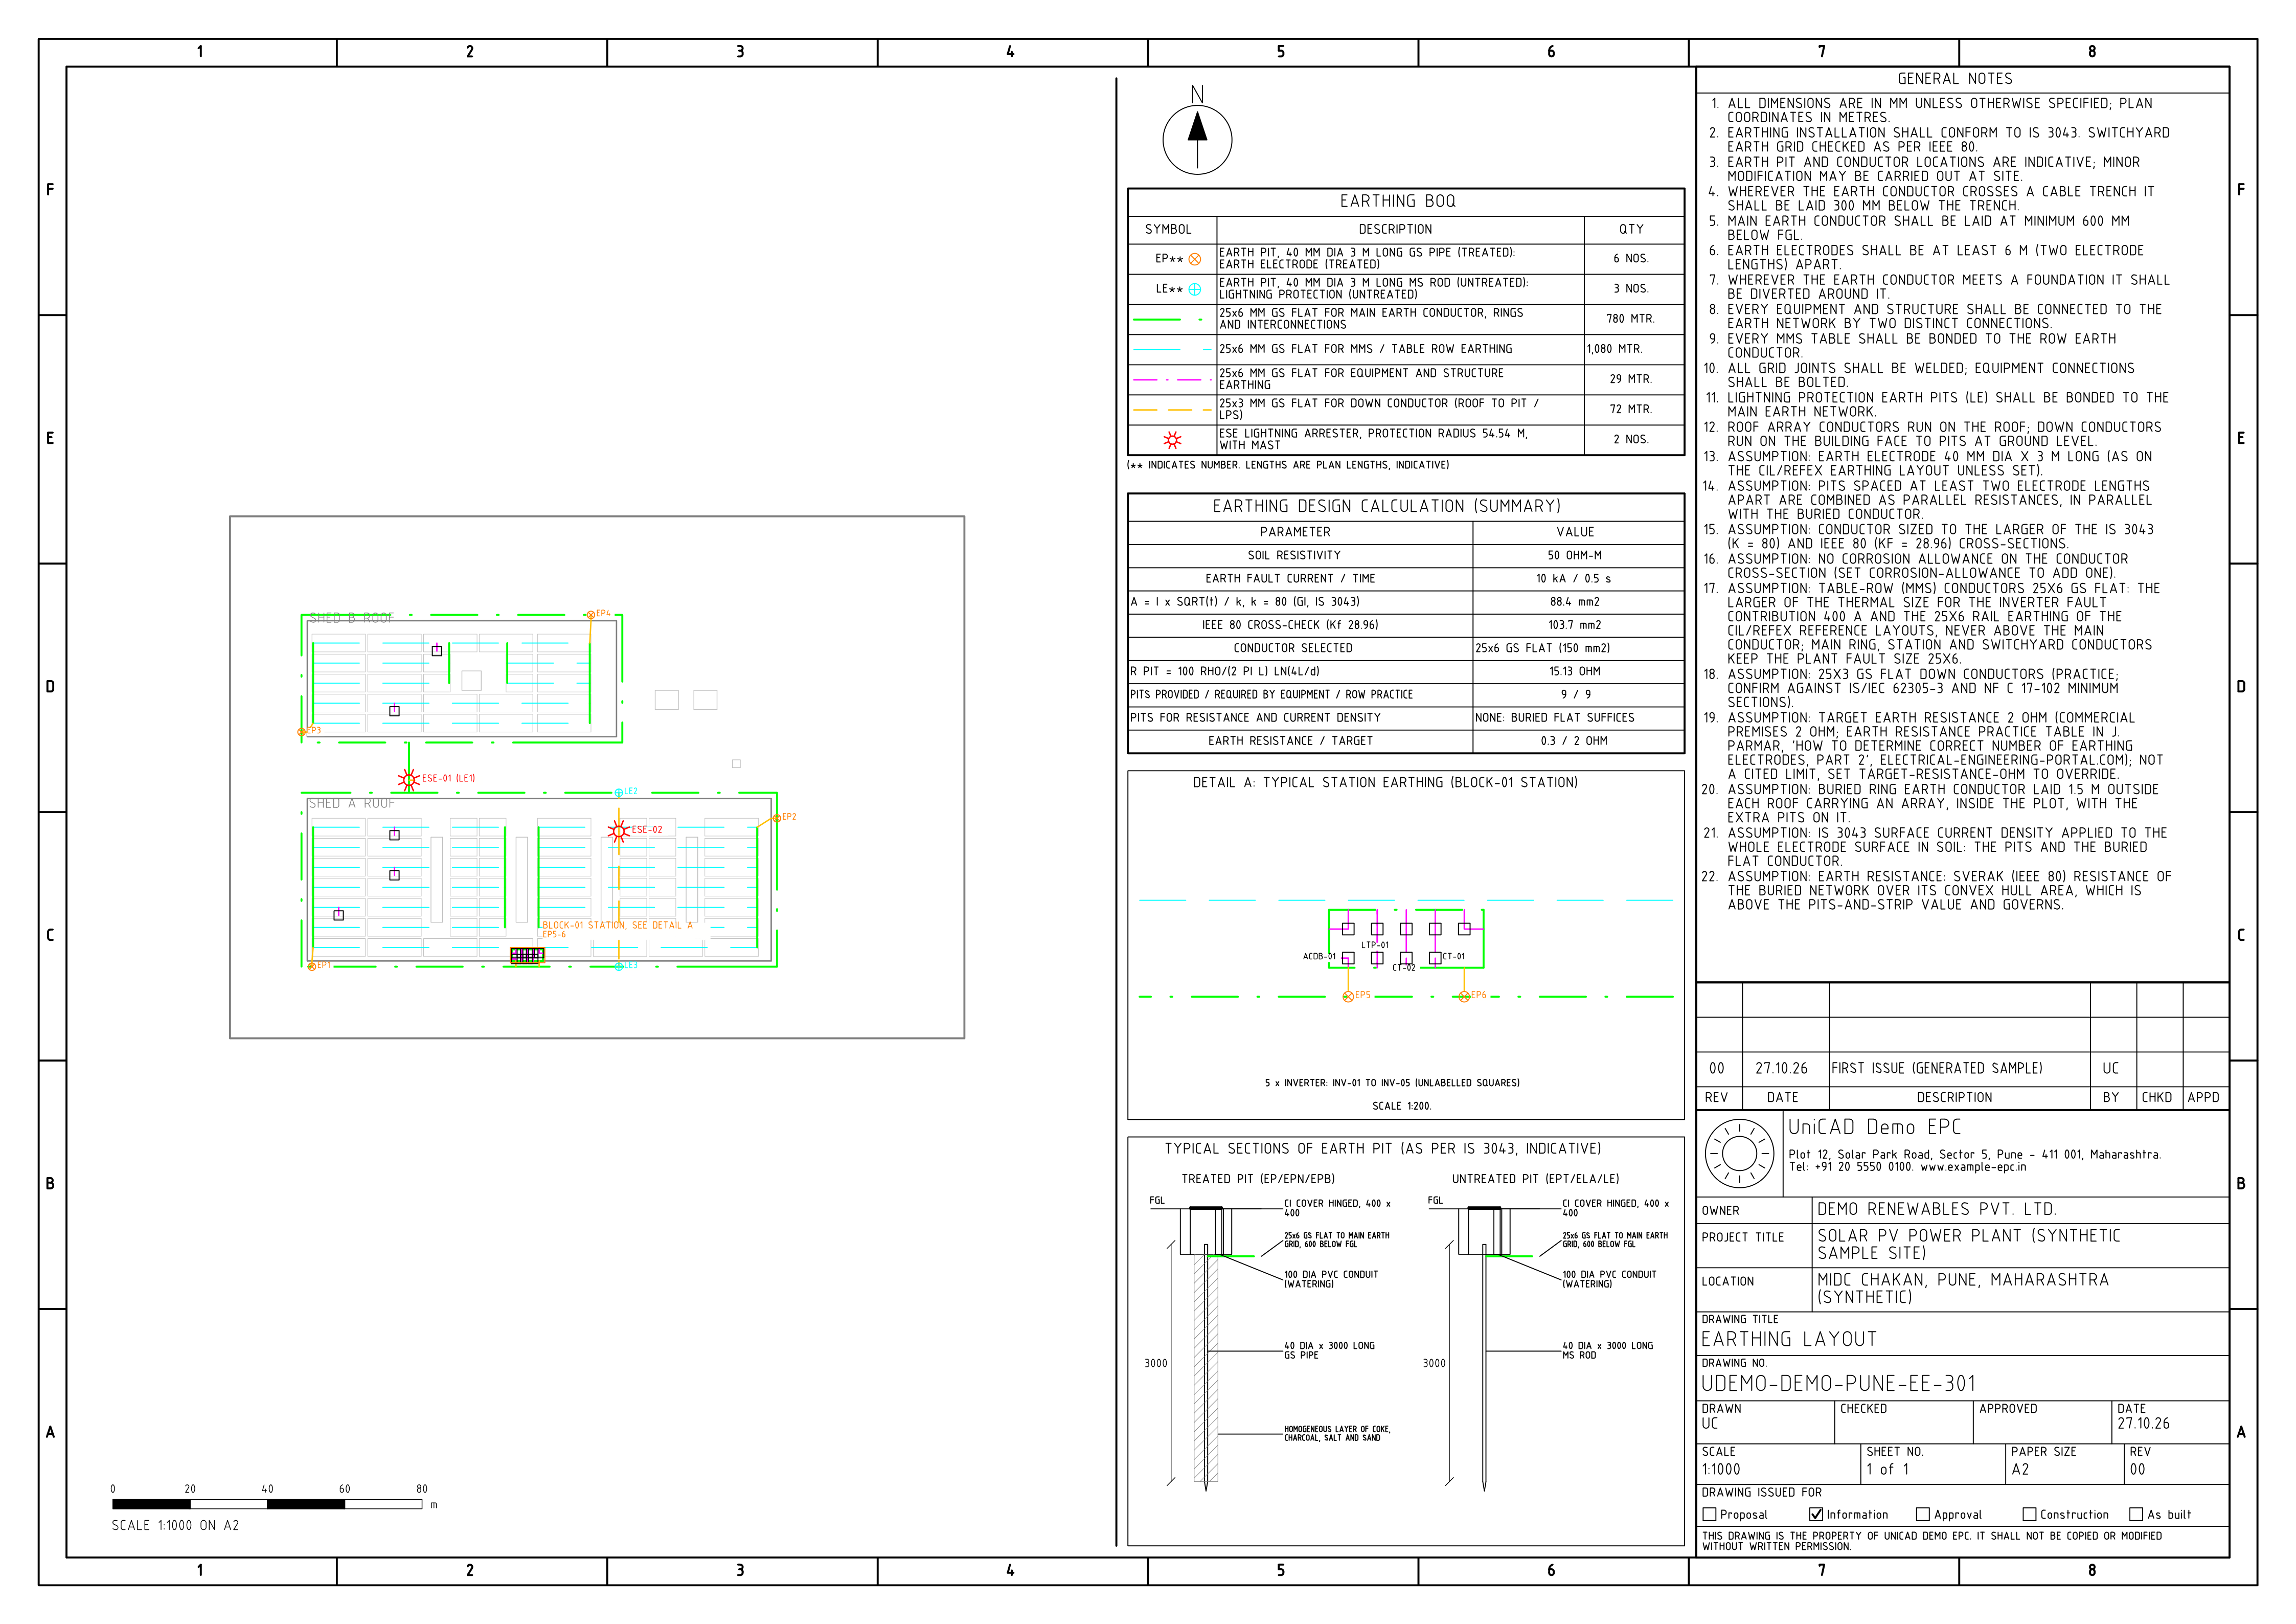 1 2 3 4 5 6 7 8
F
E
D
C
B
A
SHED B ROOF
EP4
EP3
ESE-01 (LE1)
LE2
SHED A ROOF
EP2
ESE-02
BLOCK-01 STATION, SEE DETAIL A
EP5-6
EP1
LE3
0 20 40 60 80
m
SCALE 1:1000 ON A2
N
EARTHING BOQ
SYMBOL DESCRIPTION QTY
EP** EARTH PIT, 40 MM DIA 3 M LONG GS PIPE (TREATED): 6 NOS.
EARTH ELECTRODE (TREATED)
LE** EARTH PIT, 40 MM DIA 3 M LONG MS ROD (UNTREATED): 3 NOS.
LIGHTNING PROTECTION (UNTREATED)
25x6 MM GS FLAT FOR MAIN EARTH CONDUCTOR, RINGS 780 MTR.
AND INTERCONNECTIONS
25x6 MM GS FLAT FOR MMS / TABLE ROW EARTHING 1,080 MTR.
25x6 MM GS FLAT FOR EQUIPMENT AND STRUCTURE 29 MTR.
EARTHING
25x3 MM GS FLAT FOR DOWN CONDUCTOR (ROOF TO PIT / 72 MTR.
LPS)
ESE LIGHTNING ARRESTER, PROTECTION RADIUS 54.54 M, 2 NOS.
WITH MAST
(** INDICATES NUMBER. LENGTHS ARE PLAN LENGTHS, INDICATIVE)
EARTHING DESIGN CALCULATION (SUMMARY)
PARAMETER VALUE
SOIL RESISTIVITY 50 OHM-M
EARTH FAULT CURRENT / TIME 10 kA / 0.5 s
A = I x SQRT(t) / k, k = 80 (GI, IS 3043) 88.4 mm2
IEEE 80 CROSS-CHECK (Kf 28.96) 103.7 mm2
CONDUCTOR SELECTED 25x6 GS FLAT (150 mm2)
R PIT = 100 RHO/(2 PI L) LN(4L/d) 15.13 OHM
PITS PROVIDED / REQUIRED BY EQUIPMENT / ROW PRACTICE 9 / 9
PITS FOR RESISTANCE AND CURRENT DENSITY NONE: BURIED FLAT SUFFICES
EARTH RESISTANCE / TARGET 0.3 / 2 OHM
DETAIL A: TYPICAL STATION EARTHING (BLOCK-01 STATION)
LTP-01
ACDB-01
CT-02
CT-01
EP5
EP6
5 x INVERTER: INV-01 TO INV-05 (UNLABELLED SQUARES)
SCALE 1:200.
TYPICAL SECTIONS OF EARTH PIT (AS PER IS 3043, INDICATIVE)
TREATED PIT (EP/EPN/EPB)
FGL
CI COVER HINGED, 400 x
400
25x6 GS FLAT TO MAIN EARTH
GRID, 600 BELOW FGL
100 DIA PVC CONDUIT
(WATERING)
40 DIA x 3000 LONG
GS PIPE
3000
HOMOGENEOUS LAYER OF COKE,
CHARCOAL, SALT AND SAND
UNTREATED PIT (EPT/ELA/LE)
FGL
CI COVER HINGED, 400 x
400
25x6 GS FLAT TO MAIN EARTH
GRID, 600 BELOW FGL
100 DIA PVC CONDUIT
(WATERING)
40 DIA x 3000 LONG
MS ROD
3000
GENERAL NOTES
1. ALL DIMENSIONS ARE IN MM UNLESS OTHERWISE SPECIFIED; PLAN
COORDINATES IN METRES.
2. EARTHING INSTALLATION SHALL CONFORM TO IS 3043. SWITCHYARD
EARTH GRID CHECKED AS PER IEEE 80.
3. EARTH PIT AND CONDUCTOR LOCATIONS ARE INDICATIVE; MINOR
MODIFICATION MAY BE CARRIED OUT AT SITE.
4. WHEREVER THE EARTH CONDUCTOR CROSSES A CABLE TRENCH IT
SHALL BE LAID 300 MM BELOW THE TRENCH.
5. MAIN EARTH CONDUCTOR SHALL BE LAID AT MINIMUM 600 MM
BELOW FGL.
6. EARTH ELECTRODES SHALL BE AT LEAST 6 M (TWO ELECTRODE
LENGTHS) APART.
7. WHEREVER THE EARTH CONDUCTOR MEETS A FOUNDATION IT SHALL
BE DIVERTED AROUND IT.
8. EVERY EQUIPMENT AND STRUCTURE SHALL BE CONNECTED TO THE
EARTH NETWORK BY TWO DISTINCT CONNECTIONS.
9. EVERY MMS TABLE SHALL BE BONDED TO THE ROW EARTH
CONDUCTOR.
10. ALL GRID JOINTS SHALL BE WELDED; EQUIPMENT CONNECTIONS
SHALL BE BOLTED.
11. LIGHTNING PROTECTION EARTH PITS (LE) SHALL BE BONDED TO THE
MAIN EARTH NETWORK.
12. ROOF ARRAY CONDUCTORS RUN ON THE ROOF; DOWN CONDUCTORS
RUN ON THE BUILDING FACE TO PITS AT GROUND LEVEL.
13. ASSUMPTION: EARTH ELECTRODE 40 MM DIA X 3 M LONG (AS ON
THE CIL/REFEX EARTHING LAYOUT UNLESS SET).
14. ASSUMPTION: PITS SPACED AT LEAST TWO ELECTRODE LENGTHS
APART ARE COMBINED AS PARALLEL RESISTANCES, IN PARALLEL
WITH THE BURIED CONDUCTOR.
15. ASSUMPTION: CONDUCTOR SIZED TO THE LARGER OF THE IS 3043
(K = 80) AND IEEE 80 (KF = 28.96) CROSS-SECTIONS.
16. ASSUMPTION: NO CORROSION ALLOWANCE ON THE CONDUCTOR
CROSS-SECTION (SET CORROSION-ALLOWANCE TO ADD ONE).
17. ASSUMPTION: TABLE-ROW (MMS) CONDUCTORS 25X6 GS FLAT: THE
LARGER OF THE THERMAL SIZE FOR THE INVERTER FAULT
CONTRIBUTION 400 A AND THE 25X6 RAIL EARTHING OF THE
CIL/REFEX REFERENCE LAYOUTS, NEVER ABOVE THE MAIN
CONDUCTOR; MAIN RING, STATION AND SWITCHYARD CONDUCTORS
KEEP THE PLANT FAULT SIZE 25X6.
18. ASSUMPTION: 25X3 GS FLAT DOWN CONDUCTORS (PRACTICE;
CONFIRM AGAINST IS/IEC 62305-3 AND NF C 17-102 MINIMUM
SECTIONS).
19. ASSUMPTION: TARGET EARTH RESISTANCE 2 OHM (COMMERCIAL
PREMISES 2 OHM; EARTH RESISTANCE PRACTICE TABLE IN J.
PARMAR, 'HOW TO DETERMINE CORRECT NUMBER OF EARTHING
ELECTRODES, PART 2', ELECTRICAL-ENGINEERING-PORTAL.COM); NOT
A CITED LIMIT, SET TARGET-RESISTANCE-OHM TO OVERRIDE.
20. ASSUMPTION: BURIED RING EARTH CONDUCTOR LAID 1.5 M OUTSIDE
EACH ROOF CARRYING AN ARRAY, INSIDE THE PLOT, WITH THE
EXTRA PITS ON IT.
21. ASSUMPTION: IS 3043 SURFACE CURRENT DENSITY APPLIED TO THE
WHOLE ELECTRODE SURFACE IN SOIL: THE PITS AND THE BURIED
FLAT CONDUCTOR.
22. ASSUMPTION: EARTH RESISTANCE: SVERAK (IEEE 80) RESISTANCE OF
THE BURIED NETWORK OVER ITS CONVEX HULL AREA, WHICH IS
ABOVE THE PITS-AND-STRIP VALUE AND GOVERNS.
00 27.10.26 FIRST ISSUE (GENERATED SAMPLE) UC
REV DATE DESCRIPTION BY CHKD APPD
UniCAD Demo EPC
Plot 12, Solar Park Road, Sector 5, Pune - 411 001, Maharashtra.
Tel: +91 20 5550 0100. www.example-epc.in
OWNER DEMO RENEWABLES PVT. LTD.
PROJECT TITLE SOLAR PV POWER PLANT (SYNTHETIC
SAMPLE SITE)
LOCATION MIDC CHAKAN, PUNE, MAHARASHTRA
(SYNTHETIC)
DRAWING TITLE
EARTHING LAYOUT
DRAWING NO.
UDEMO-DEMO-PUNE-EE-301
DRAWN CHECKED APPROVED DATE
UC 27.10.26
SCALE SHEET NO. PAPER SIZE REV
1:1000 1 of 1 A2 00
DRAWING ISSUED FOR
Proposal Information Approval Construction As built
THIS DRAWING IS THE PROPERTY OF UNICAD DEMO EPC. IT SHALL NOT BE COPIED OR MODIFIED
WITHOUT WRITTEN PERMISSION.
F
E
D
C
B
A
1 2 3 4 5 6 7 8